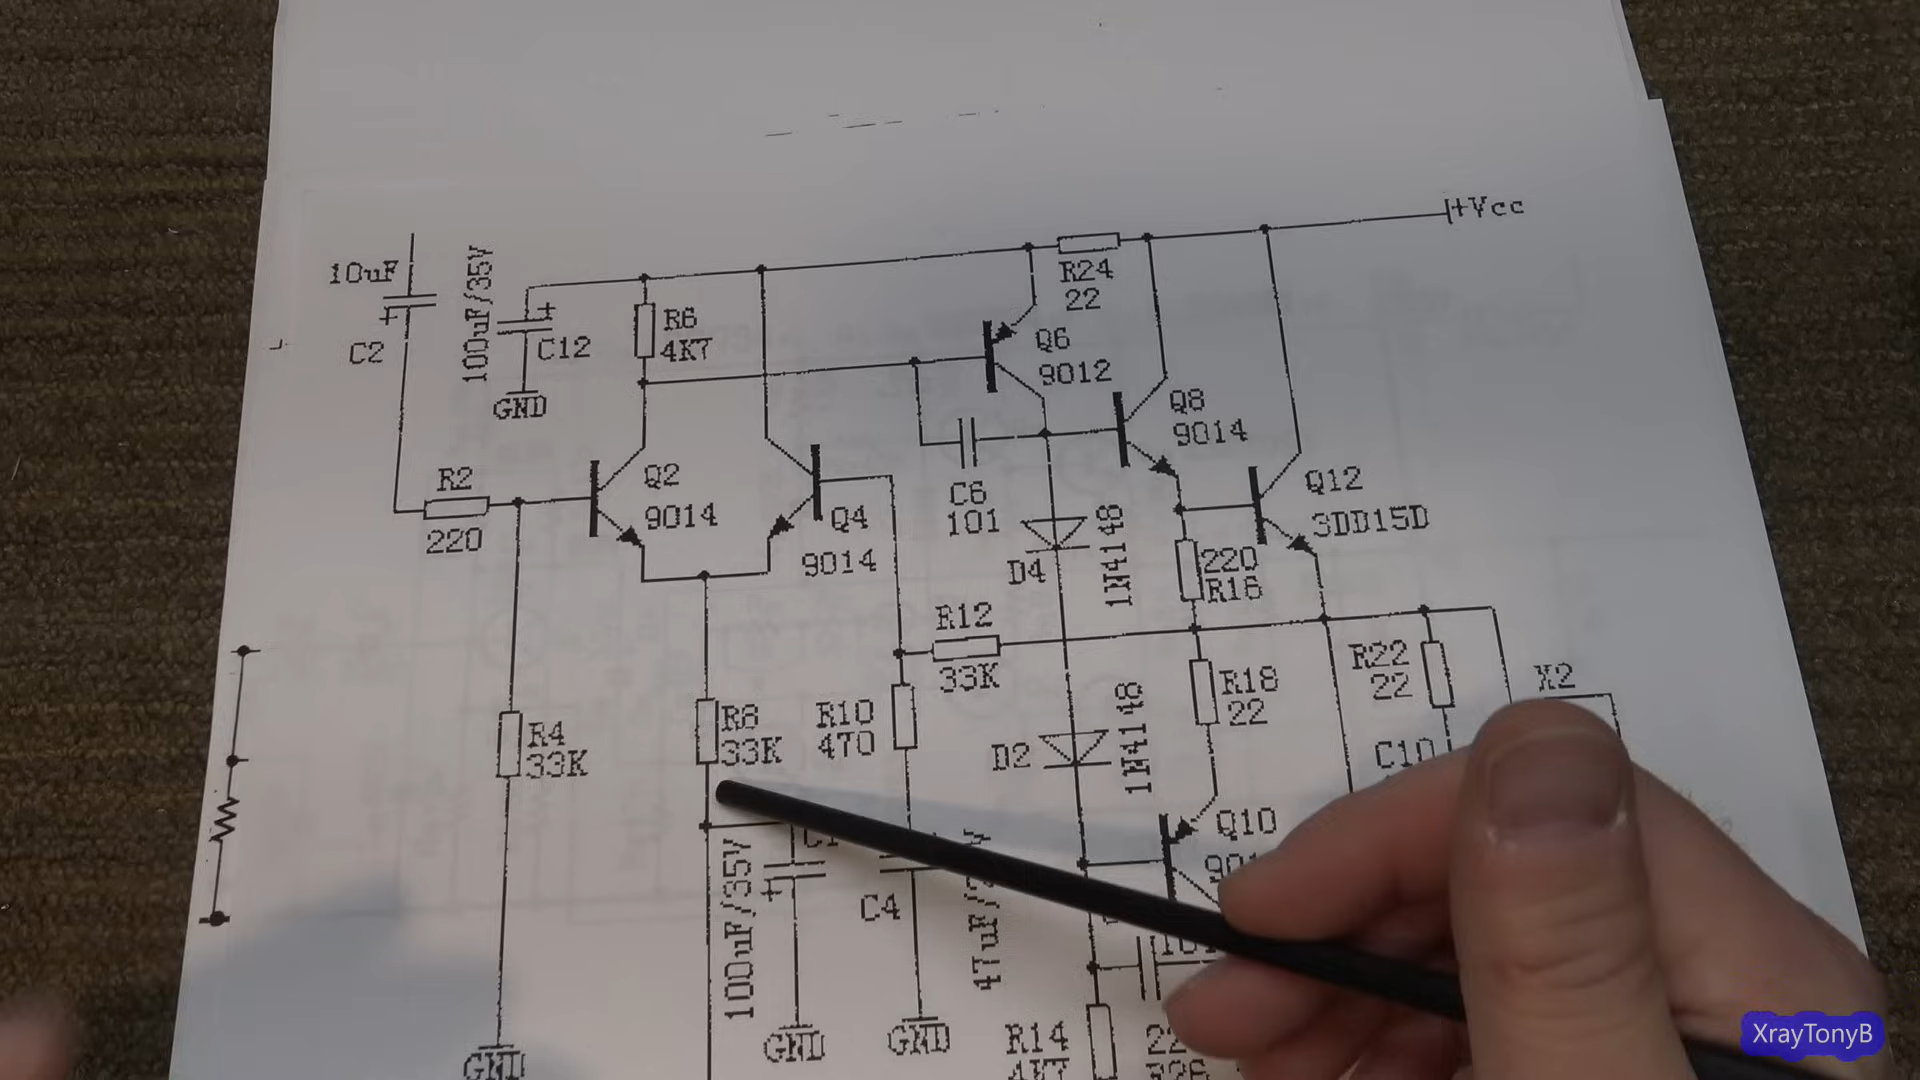 +Vcc
10uF
C2
100uF/35V
C12
GND
R6
4K7
R24
22
Q6
9012
Q8
9014
R2
220
Q2
9014
Q4
9014
C6
101
D4
1N4148
Q12
3DD15D
220
R16
R12
33K
R4
33K
R8
33K
R10
470
D2
1N4148
R18
22
R22
22
X2
C10
Q10
100uF/35V
C4
GND
GND
GND
R14
4K7
XrayTonyB